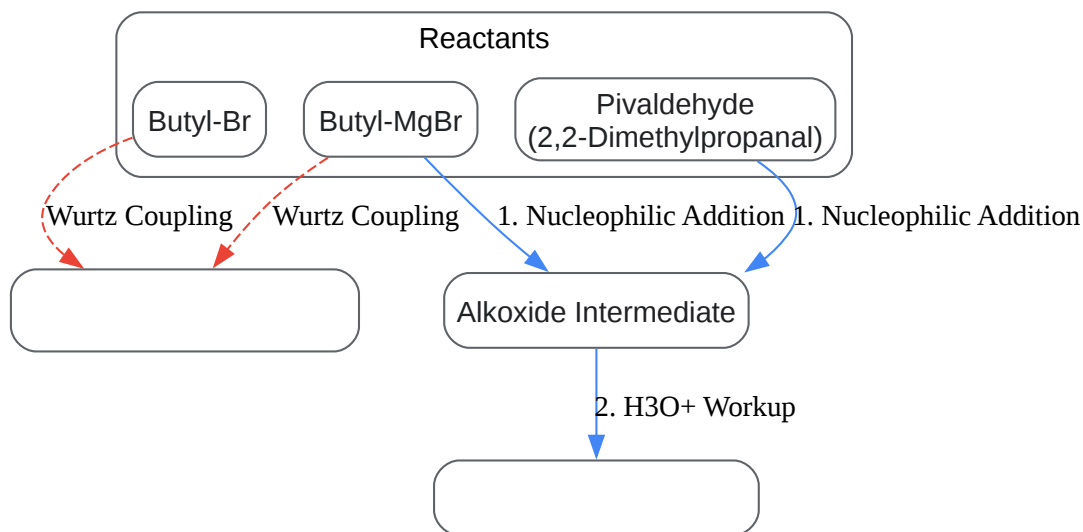 Reactants
Butyl-Br
Butyl-MgBr
Pivaldehyde
(2,2-Dimethylpropanal)
Wurtz Coupling
Wurtz Coupling
1. Nucleophilic Addition
1. Nucleophilic Addition
Alkoxide Intermediate
2. H3O+ Workup